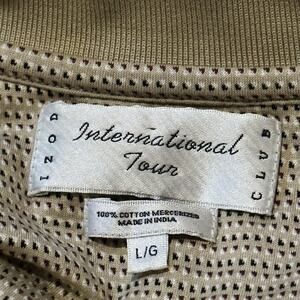 IZOD
International
Tour
CLUB
100% COTTON MERCERIZED
MADE IN INDIA
L/G